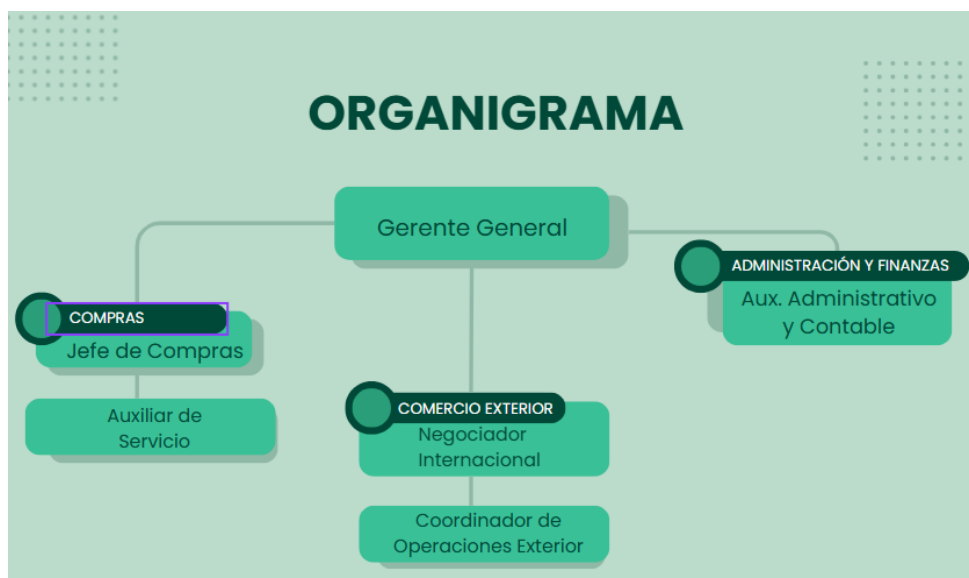 ORGANIGRAMA
Gerente General
COMPRAS
Jefe de Compras
Auxiliar de
Servicio
COMERCIO EXTERIOR
Negociador
Internacional
Coordinador de
Operaciones Exterior
ADMINISTRACIÓN Y FINANZAS
Aux. Administrativo
y Contable